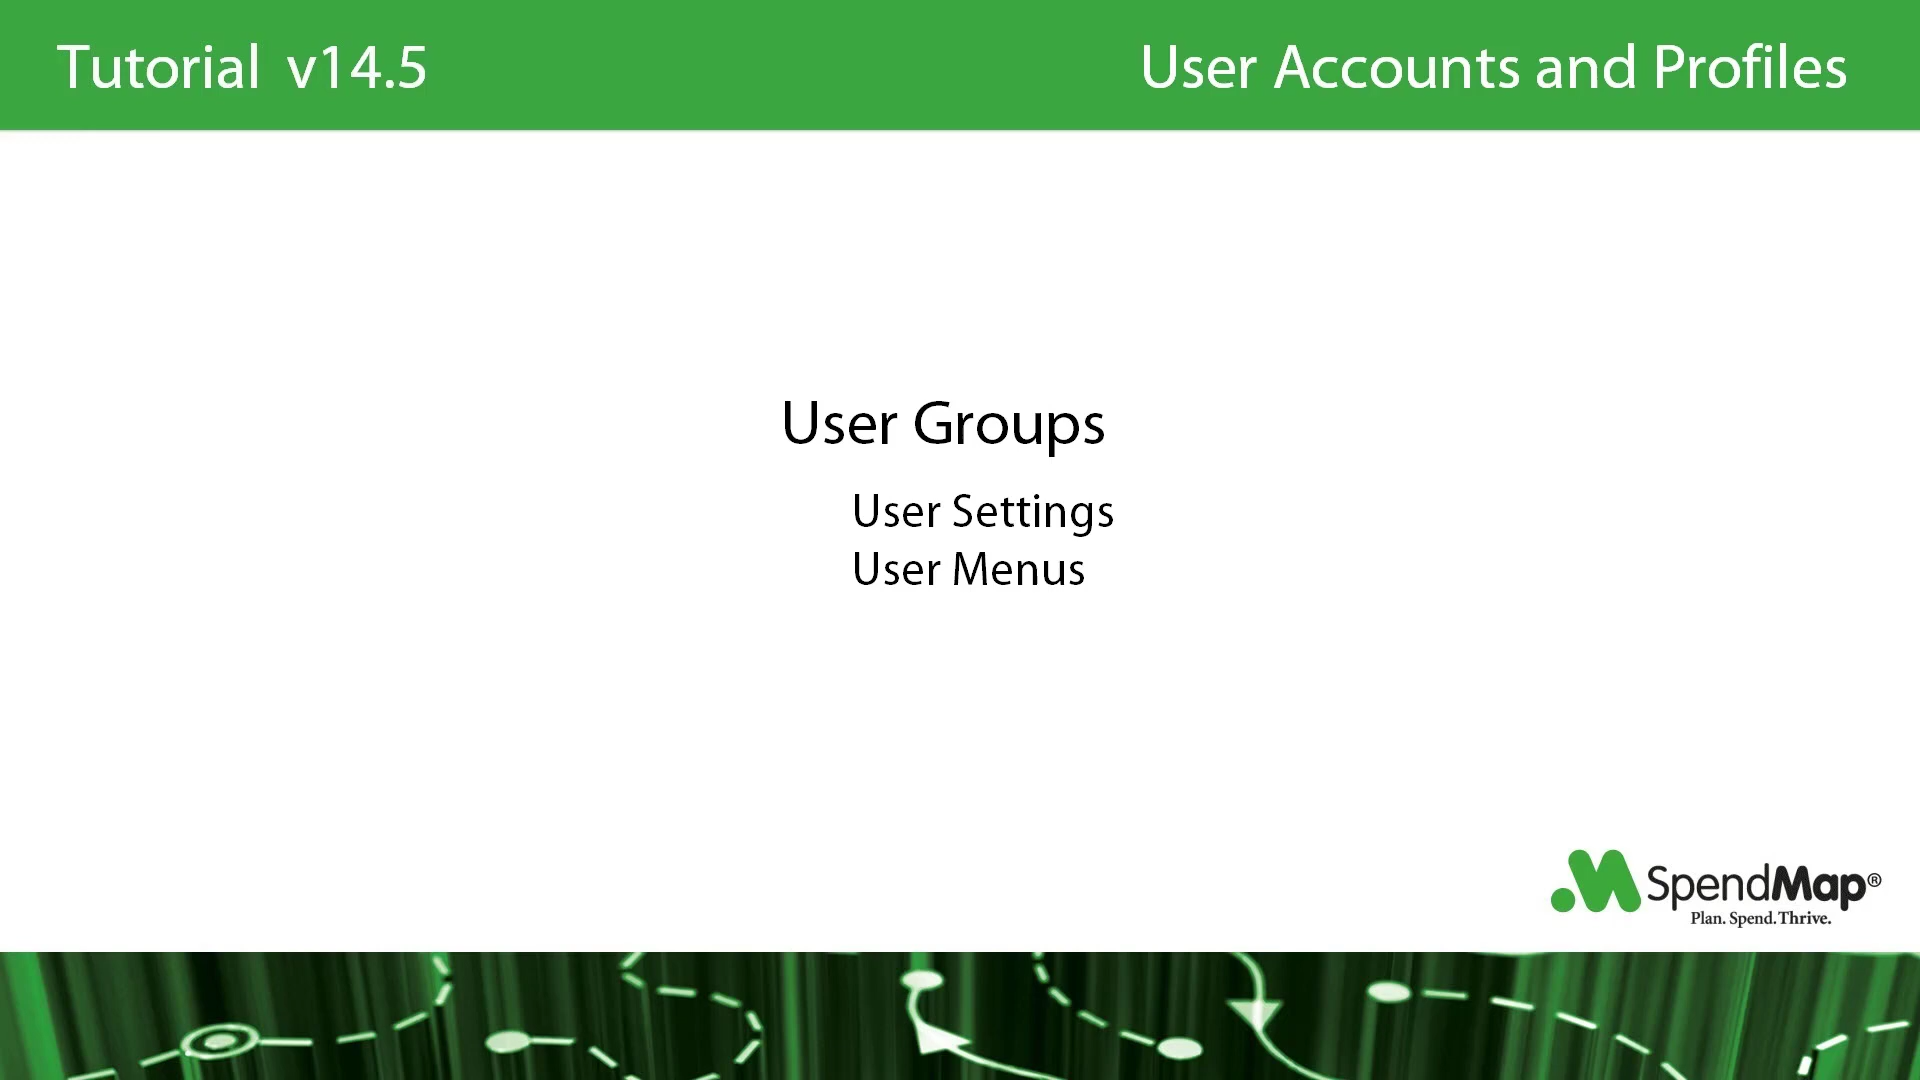 Tutorial v14.5
User Accounts and Profiles
User Groups
User Settings
User Menus
SpendMap®
Plan. Spend. Thrive.